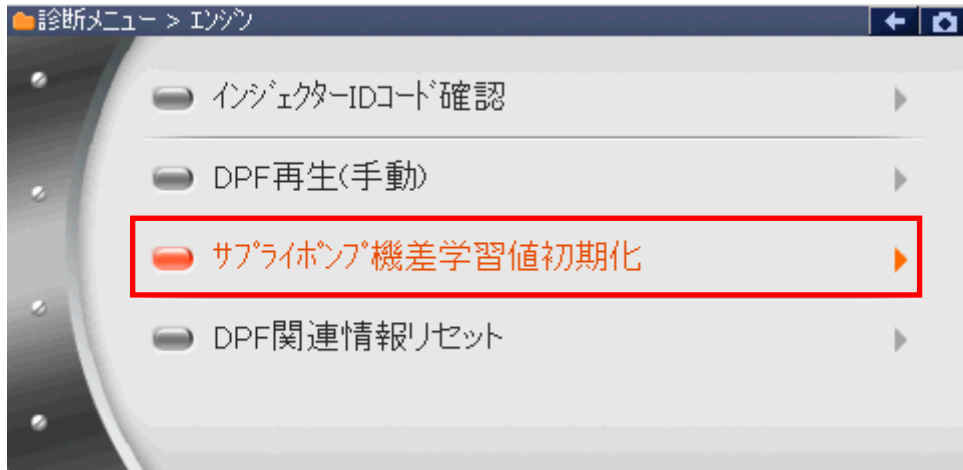 診断メニュー > エンジン
インジェクターIDコード確認
DPF再生(手動)
サプライポンプ機差学習値初期化
DPF関連情報リセット